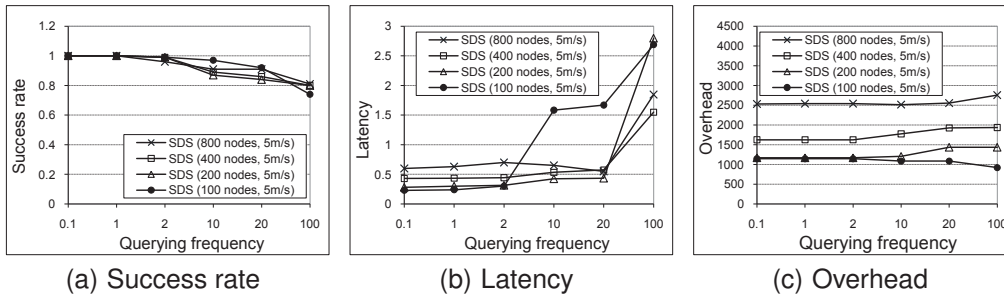 1.2
1
0.8
0.6
0.4
0.2
0
Success rate
SDS (800 nodes, 5m/s)
SDS (400 nodes, 5m/s)
SDS (200 nodes, 5m/s)
SDS (100 nodes, 5m/s)
0.1 1 2 10 20 100
Querying frequency
(a) Success rate
3
2.5
2
1.5
1
0.5
0
Latency
SDS (800 nodes, 5m/s)
SDS (400 nodes, 5m/s)
SDS (200 nodes, 5m/s)
SDS (100 nodes, 5m/s)
0.1 1 2 10 20 100
Querying frequency
(b) Latency
4500
4000
3500
3000
2500
2000
1500
1000
500
0
Overhead
SDS (800 nodes, 5m/s)
SDS (400 nodes, 5m/s)
SDS (200 nodes, 5m/s)
SDS (100 nodes, 5m/s)
0.1 1 2 10 20 100
Querying frequency
(c) Overhead